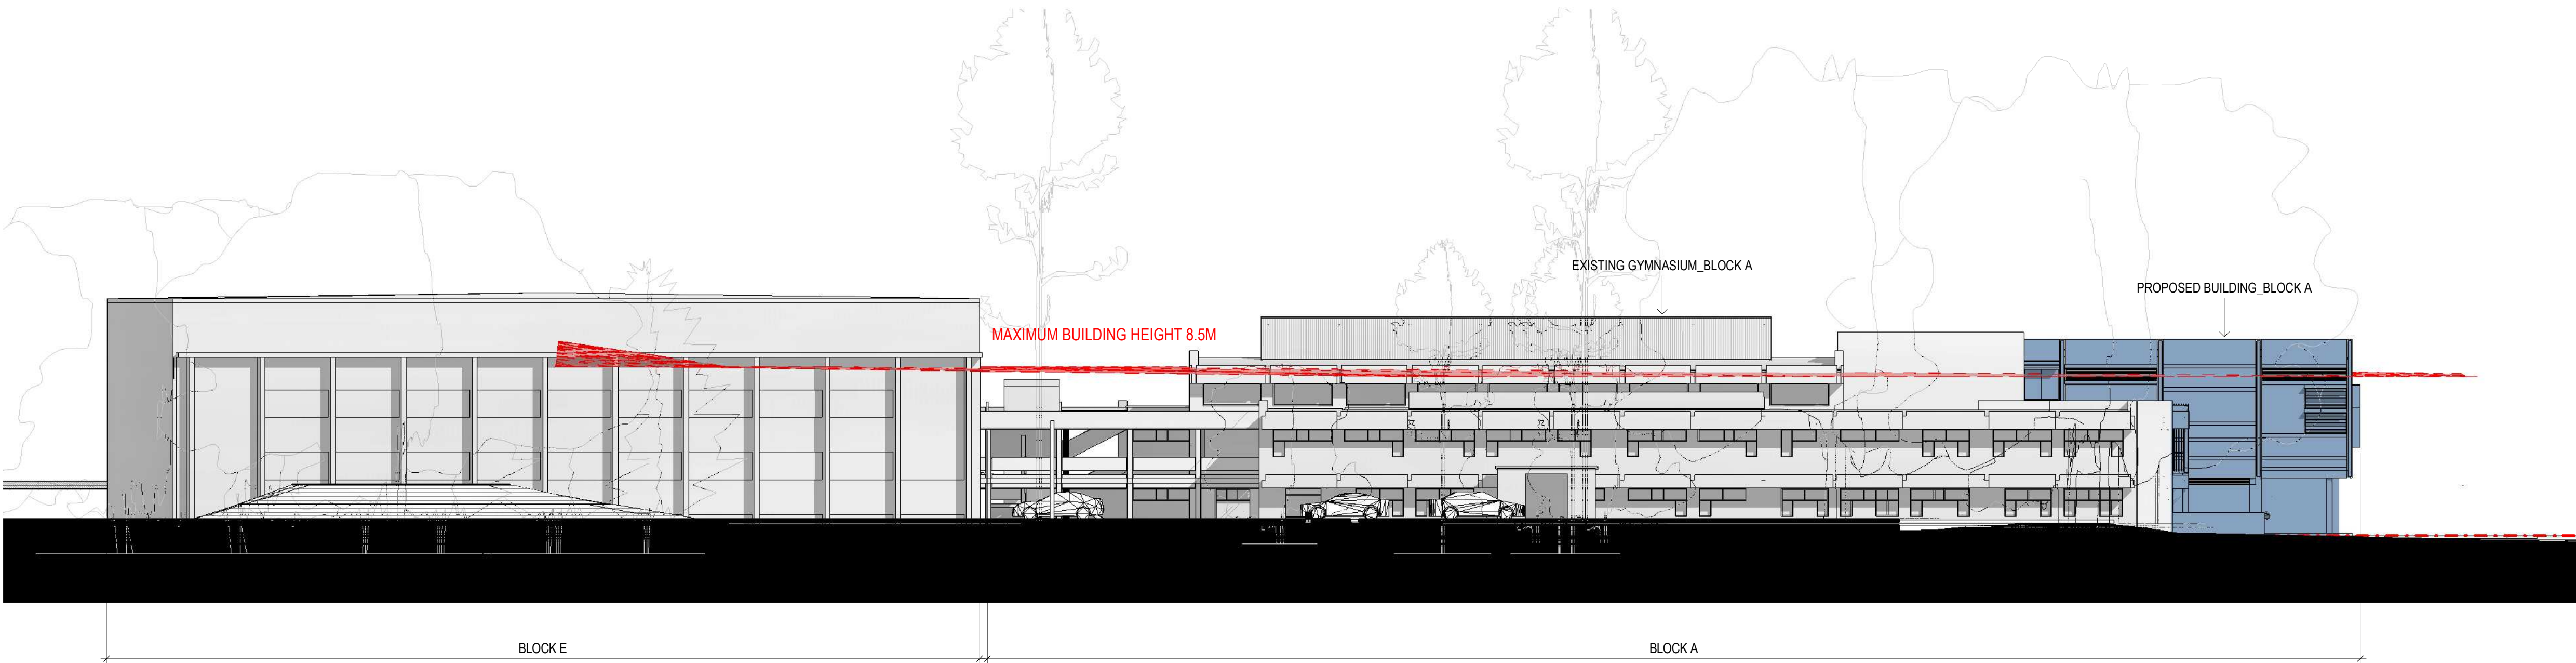 EXISTING GYMNASIUM_BLOCK A
PROPOSED BUILDING_BLOCK A
MAXIMUM BUILDING HEIGHT 8.5M
BLOCK E
BLOCK A